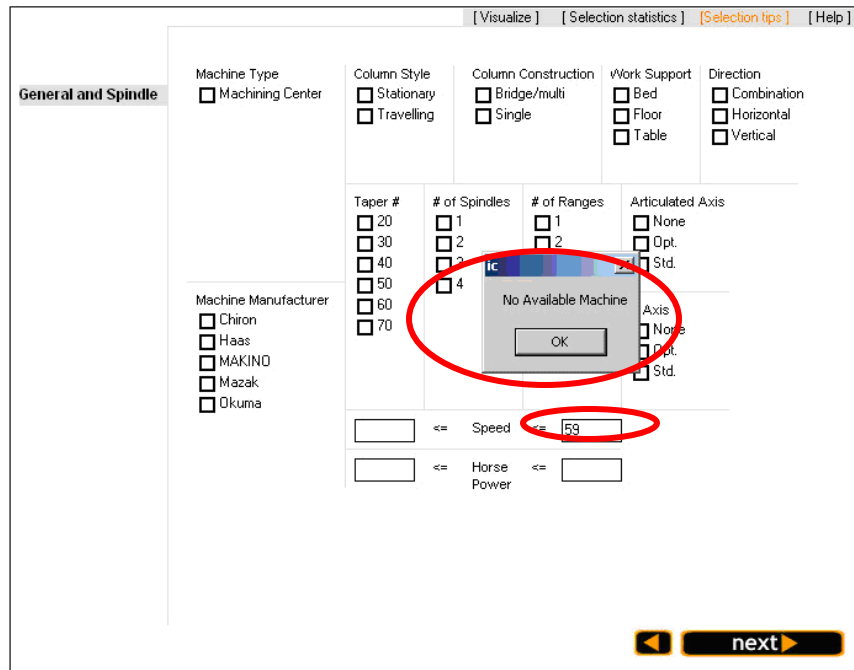 [ Visualize ] [ Selection statistics ] [Selection tips ] [ Help ]
General and Spindle
Machine Type
Machining Center
Column Style
Stationary
Travelling
Column Construction
Bridge/multi
Single
Work Support
Bed
Floor
Table
Direction
Combination
Horizontal
Vertical
Taper #
20
30
40
50
60
70
# of Spindles
1
2
3
4
# of Ranges
1
2
Articulated Axis
None
Opt.
Std.
ic
No Available Machine
OK
Axis
None
Opt.
Std.
Machine Manufacturer
Chiron
Haas
MAKINO
Mazak
Okuma
<= Speed <= 59
<= Horse Power <=
next